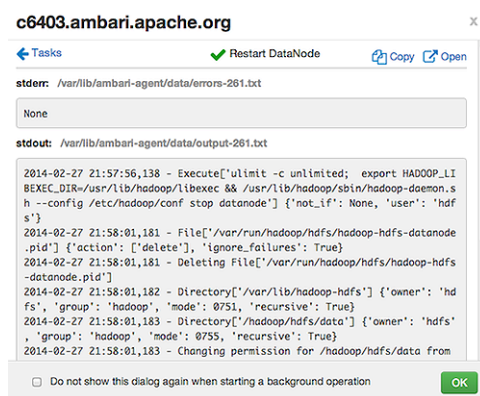 c6403.ambari.apache.org
x
Tasks
Restart DataNode
Copy
Open
stderr: /var/lib/ambari-agent/data/errors-261.txt
None
stdout: /var/lib/ambari-agent/data/output-261.txt
2014-02-27 21:57:56,138 - Execute['ulimit -c unlimited;  export HADOOP_LI
BEXEC_DIR=/usr/lib/hadoop/libexec && /usr/lib/hadoop/sbin/hadoop-daemon.s
h --config /etc/hadoop/conf stop datanode'] {'not_if': None, 'user': 'hdf
s'}
2014-02-27 21:58:01,181 - File['/var/run/hadoop/hdfs/hadoop-hdfs-datanode
.pid'] {'action': ['delete'], 'ignore_failures': True}
2014-02-27 21:58:01,181 - Deleting File['/var/run/hadoop/hdfs/hadoop-hdfs
-datanode.pid']
2014-02-27 21:58:01,182 - Directory['/var/lib/hadoop-hdfs'] {'owner': 'hd
fs', 'group': 'hadoop', 'mode': 0751, 'recursive': True}
2014-02-27 21:58:01,183 - Directory['/hadoop/hdfs/data'] {'owner': 'hdfs'
, 'group': 'hadoop', 'mode': 0755, 'recursive': True}
2014-02-27 21:58:01,183 - Changing permission for /hadoop/hdfs/data from
Do not show this dialog again when starting a background operation
OK